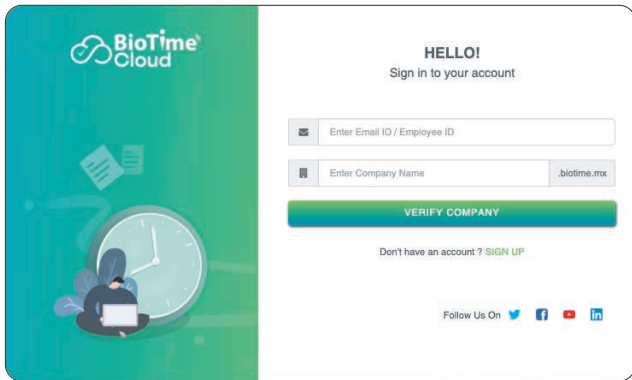 BioTime
Cloud
HELLO!
Sign in to your account
Enter Email ID / Employee ID
Enter Company Name
.biotime.mx
VERIFY COMPANY
Don't have an account ? SIGN UP
Follow Us On